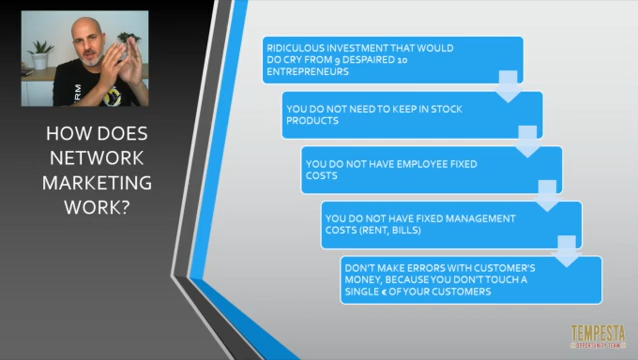 HOW DOES
NETWORK
MARKETING
WORK?
RIDICULOUS INVESTMENT THAT WOULD
DO CRY FROM 9 DESPAIRED 10
ENTREPRENEURS
YOU DO NOT NEED TO KEEP IN STOCK
PRODUCTS
YOU DO NOT HAVE EMPLOYEE FIXED
COSTS
YOU DO NOT HAVE FIXED MANAGEMENT
COSTS (RENT, BILLS)
DON'T MAKE ERRORS WITH CUSTOMER'S
MONEY, BECAUSE YOU DON'T TOUCH A
SINGLE € OF YOUR CUSTOMERS
TEMPESTA
OPPORTUNITY TEAM